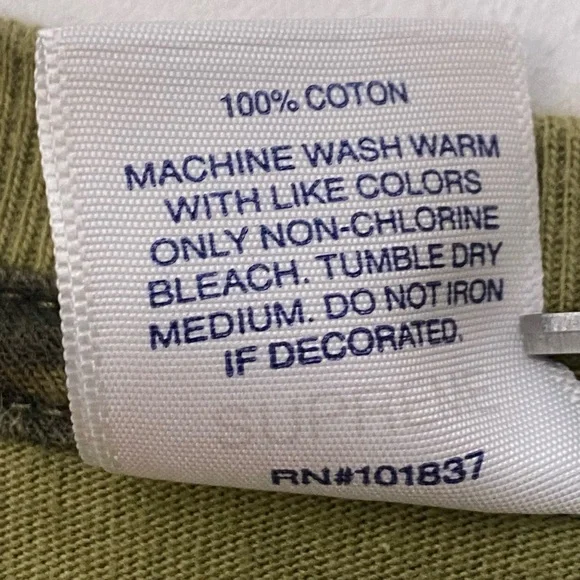 100% COTON
MACHINE WASH WARM
WITH LIKE COLORS
ONLY NON-CHLORINE
BLEACH. TUMBLE DRY
MEDIUM. DO NOT IRON
IF DECORATED.
RN#101837